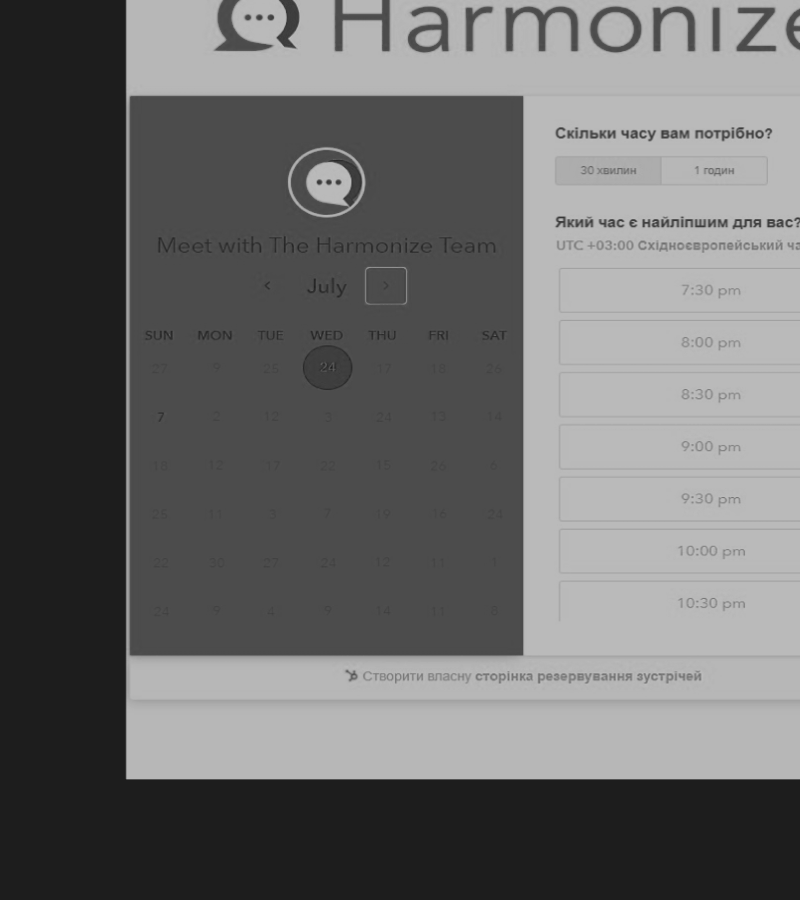 Harmonize
Meet with The Harmonize Team
‹ July ›
SUN MON TUE WED THU FRI SAT
27 9 25 24 17 18 26
7 2 12 3 24 13 14
18 12 17 22 15 26 6
25 11 3 7 19 16 24
22 30 27 24 12 11 1
24 9 4 9 14 11 6
Скільки часу вам потрібно?
30 хвилин 1 годин
Який час є найліпшим для вас?
UTC +03:00 Східноєвропейський
7:30 pm
8:00 pm
8:30 pm
9:00 pm
9:30 pm
10:00 pm
10:30 pm
Створити власну сторінка резервування зустрічей